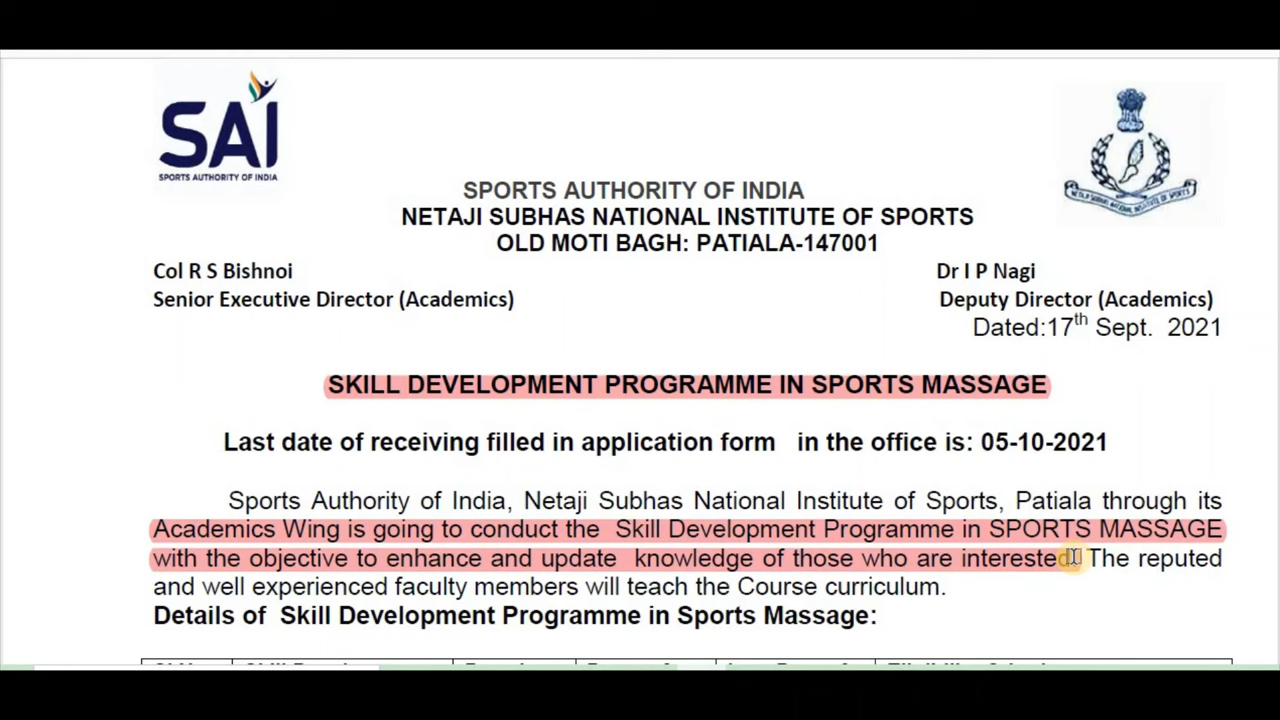 SAI
SPORTS AUTHORITY OF INDIA
NETAJI SUBHAS NATIONAL INSTITUTE OF SPORTS
SPORTS AUTHORITY OF INDIA
NETAJI SUBHAS NATIONAL INSTITUTE OF SPORTS
OLD MOTI BAGH: PATIALA-147001
Col R S Bishnoi Dr I P Nagi
Senior Executive Director (Academics) Deputy Director (Academics)
Dated:17th Sept. 2021
SKILL DEVELOPMENT PROGRAMME IN SPORTS MASSAGE
Last date of receiving filled in application form in the office is: 05-10-2021
Sports Authority of India, Netaji Subhas National Institute of Sports, Patiala through its
Academics Wing is going to conduct the Skill Development Programme in SPORTS MASSAGE
with the objective to enhance and update knowledge of those who are interested. The reputed
and well experienced faculty members will teach the Course curriculum.
Details of Skill Development Programme in Sports Massage: